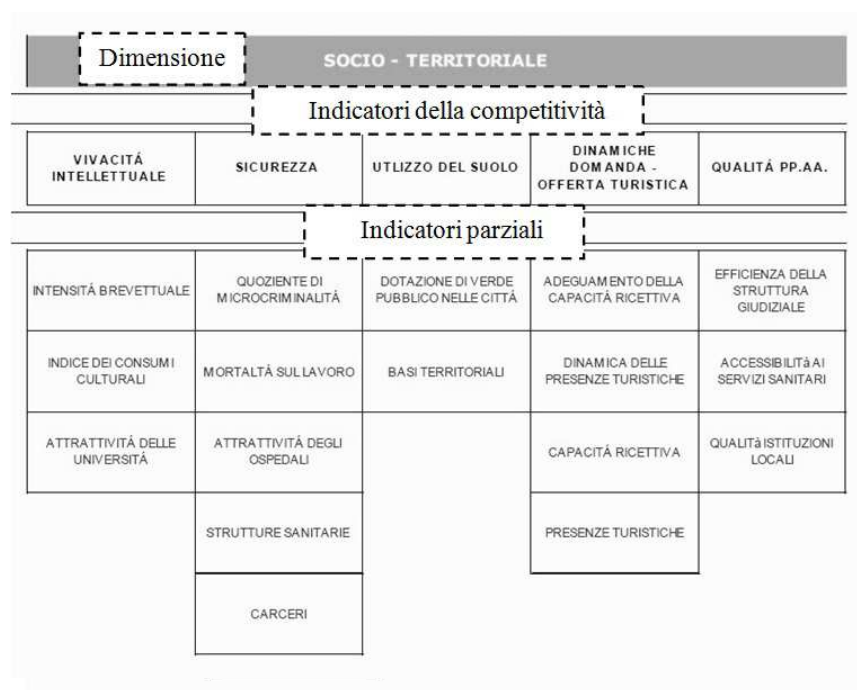 Dimensione
SOCIO - TERRITORIALE
Indicatori della competitività
VIVACITÁ
INTELLETTUALE
SICUREZZA
UTLIZZO DEL SUOLO
DINAMICHE
DOMANDA -
OFFERTA TURISTICA
QUALITÁ PP.AA.
Indicatori parziali
INTENSITÁ BREVETTUALE
QUOZIENTE DI
MICROCRIMINALITÁ
DOTAZIONE DI VERDE
PUBBLICO NELLE CITTÁ
ADEGUAMENTO DELLA
CAPACITÁ RICETTIVA
EFFICIENZA DELLA
STRUTTURA
GIUDIZIALE
INDICE DEI CONSUMI
CULTURALI
MORTALTÁ SUL LAVORO
BASI TERRITORIALI
DINAMICA DELLE
PRESENZE TURISTICHE
ACCESSIBILITà AI
SERVIZI SANITARI
ATTRATTIVITÁ DELLE
UNIVERSITÁ
ATTRATTIVITÁ DEGLI
OSPEDALI
CAPACITÁ RICETTIVA
QUALITà ISTITUZIONI
LOCALI
STRUTTURE SANITARIE
PRESENZE TURISTICHE
CARCERI